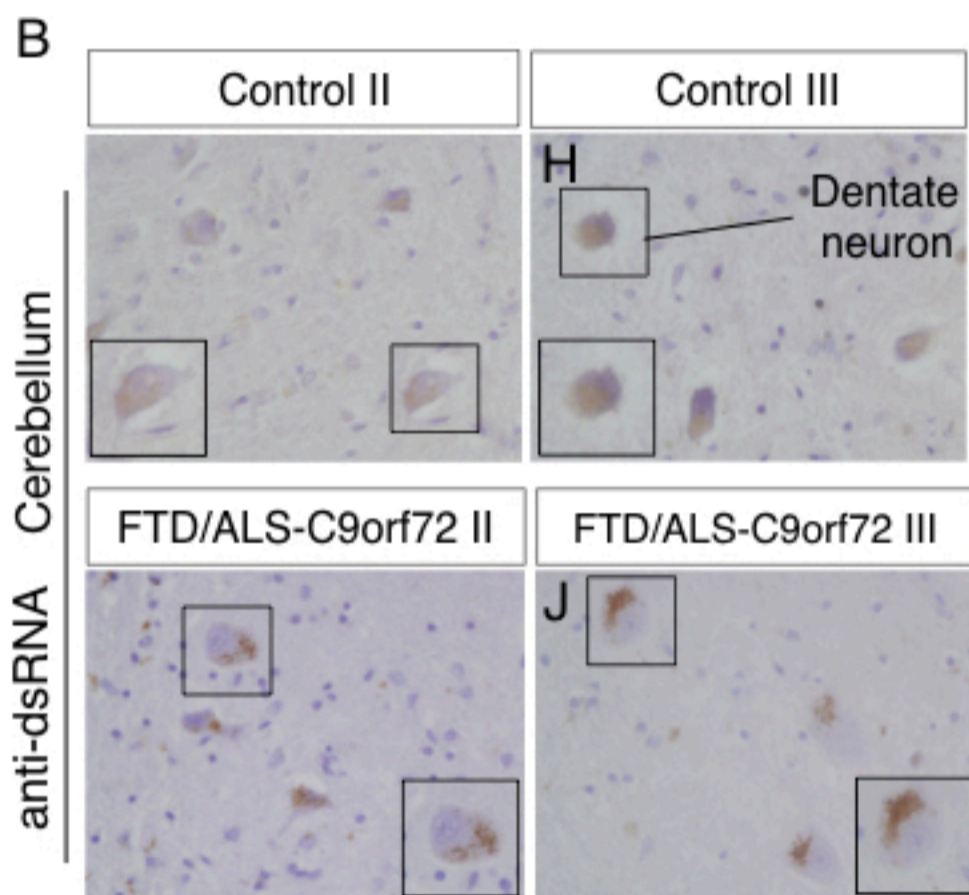 B
Control II
Control III
H
Dentate
neuron
Cerebellum
FTD/ALS-C9orf72 II
FTD/ALS-C9orf72 III
J
anti-dsRNA